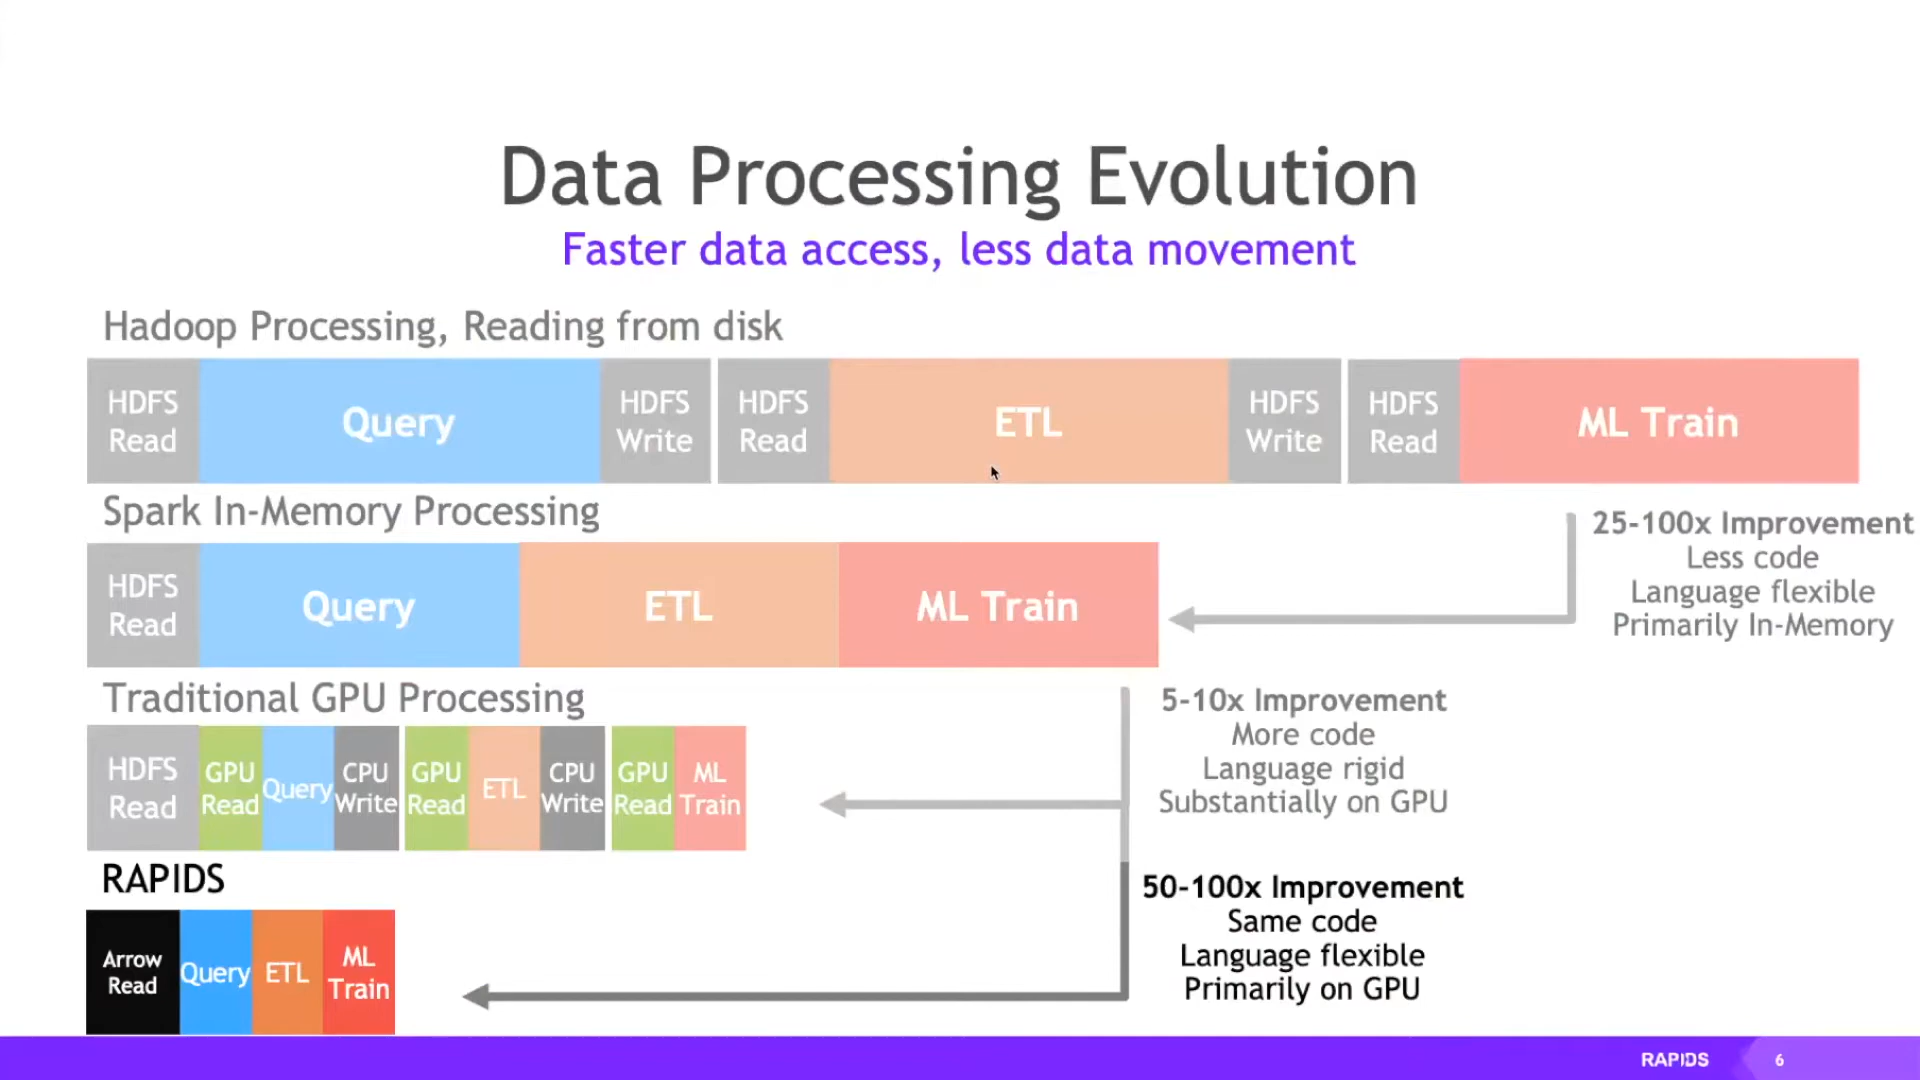 Data Processing Evolution
Faster data access, less data movement
Hadoop Processing, Reading from disk
HDFS
Read
Query
HDFS
Write
HDFS
Read
ETL
HDFS
Write
HDFS
Read
ML Train
Spark In-Memory Processing
HDFS
Read
Query
ETL
ML Train
25-100x Improvement
Less code
Language flexible
Primarily In-Memory
Traditional GPU Processing
HDFS
Read
GPU
Read
Query
CPU
Write
GPU
Read
ETL
CPU
Write
GPU
Read
ML
Train
5-10x Improvement
More code
Language rigid
Substantially on GPU
RAPIDS
Arrow
Read
Query
ETL
ML
Train
50-100x Improvement
Same code
Language flexible
Primarily on GPU
RAPIDS
6